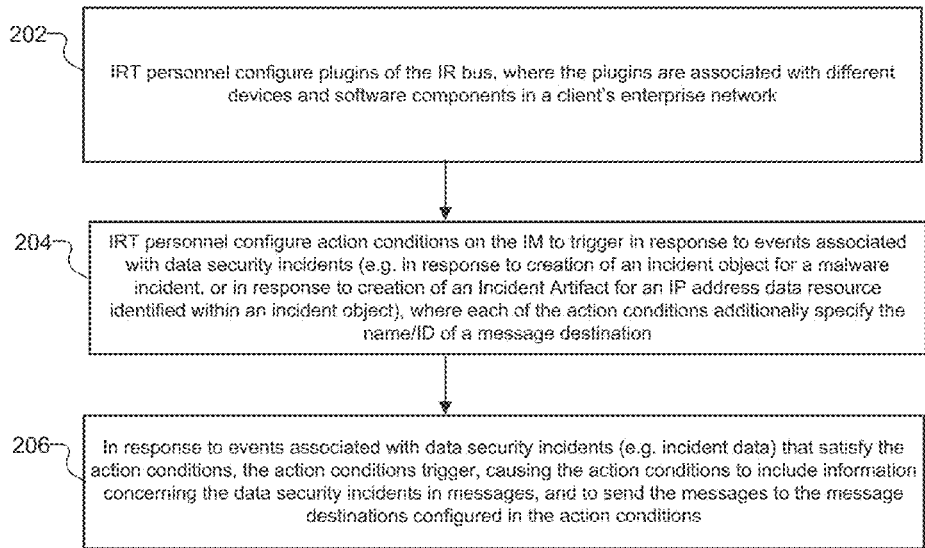 202
IRT personnel configure plugins of the IR bus, where the plugins are associated with different
devices and software components in a client's enterprise network
204
IRT personnel configure action conditions on the IM to trigger in response to events associated
with data security incidents (e.g. in response to creation of an incident object for a malware
incident, or in response to creation of an Incident Artifact for an IP address data resource
identified within an incident object), where each of the action conditions additionally specify the
name/ID of a message destination
206
In response to events associated with data security incidents (e.g. incident data) that satisfy the
action conditions, the action conditions trigger, causing the action conditions to include information
concerning the data security incidents in messages, and to send the messages to the message
destinations configured in the action conditions